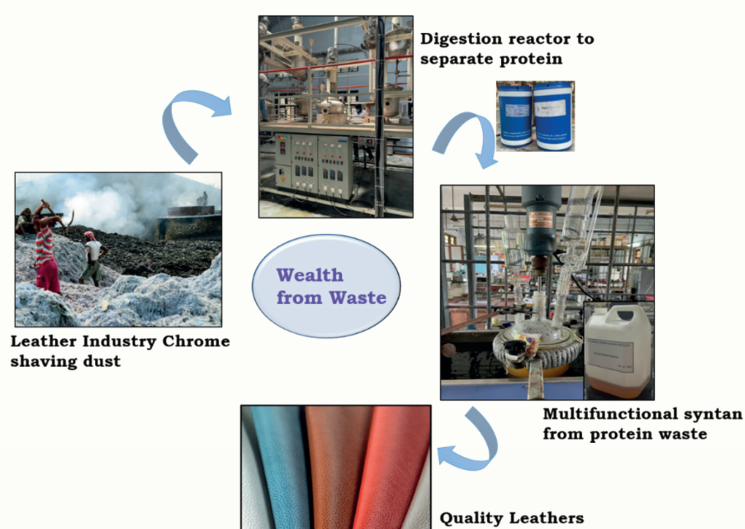 Digestion reactor to
separate protein
Wealth
from Waste
Leather Industry Chrome
shaving dust
Multifunctional syntan
from protein waste
Quality Leathers